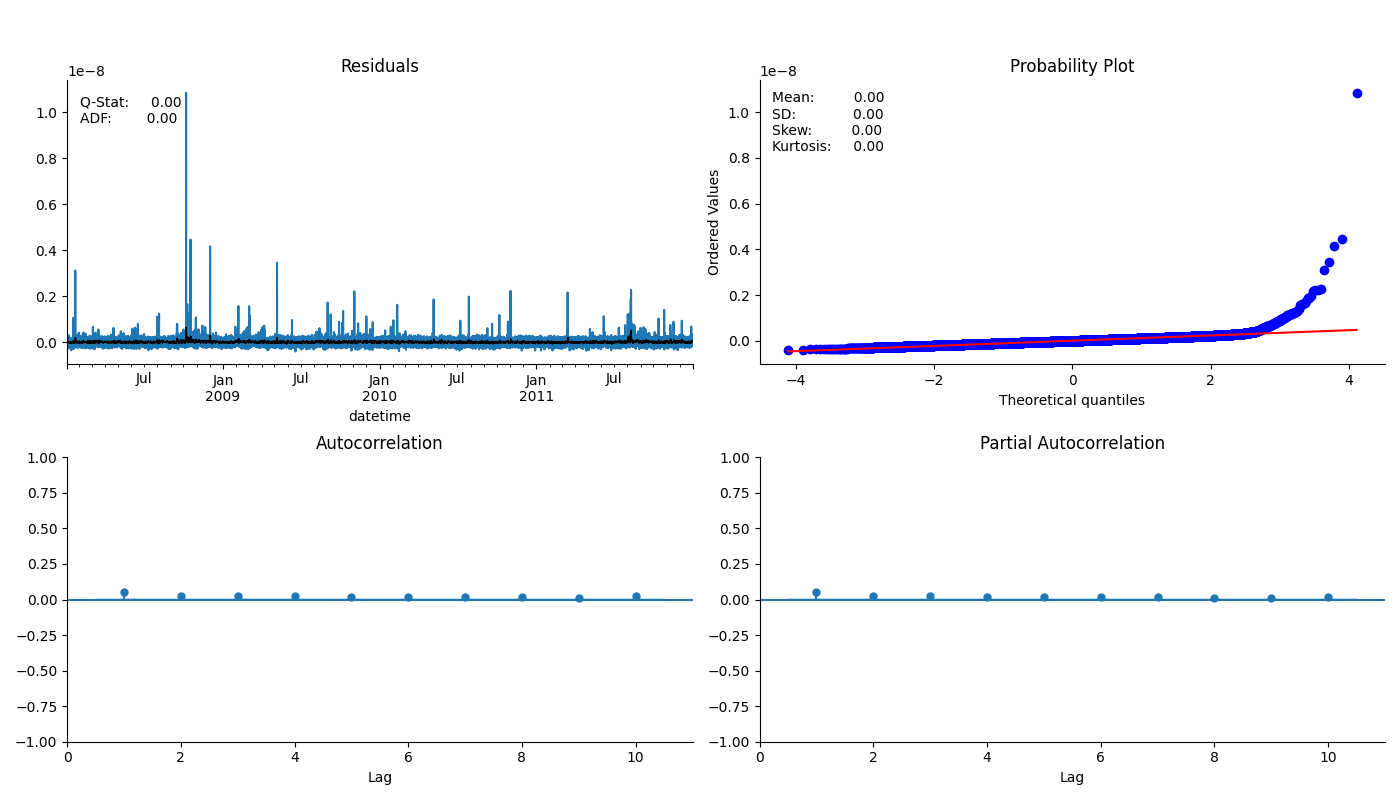 Residuals
1e−8
Q-Stat: 0.00
ADF: 0.00
1.0
0.8
0.6
0.4
0.2
0.0
Jul Jan Jul Jan Jul Jan Jul
2009 2010 2011
datetime
Probability Plot
1e−8
Mean: 0.00
SD: 0.00
Skew: 0.00
Kurtosis: 0.00
Ordered Values
1.0
0.8
0.6
0.4
0.2
0.0
−4 −2 0 2 4
Theoretical quantiles
Autocorrelation
1.00
0.75
0.50
0.25
0.00
−0.25
−0.50
−0.75
−1.00
0 2 4 6 8 10
Lag
Partial Autocorrelation
1.00
0.75
0.50
0.25
0.00
−0.25
−0.50
−0.75
−1.00
0 2 4 6 8 10
Lag